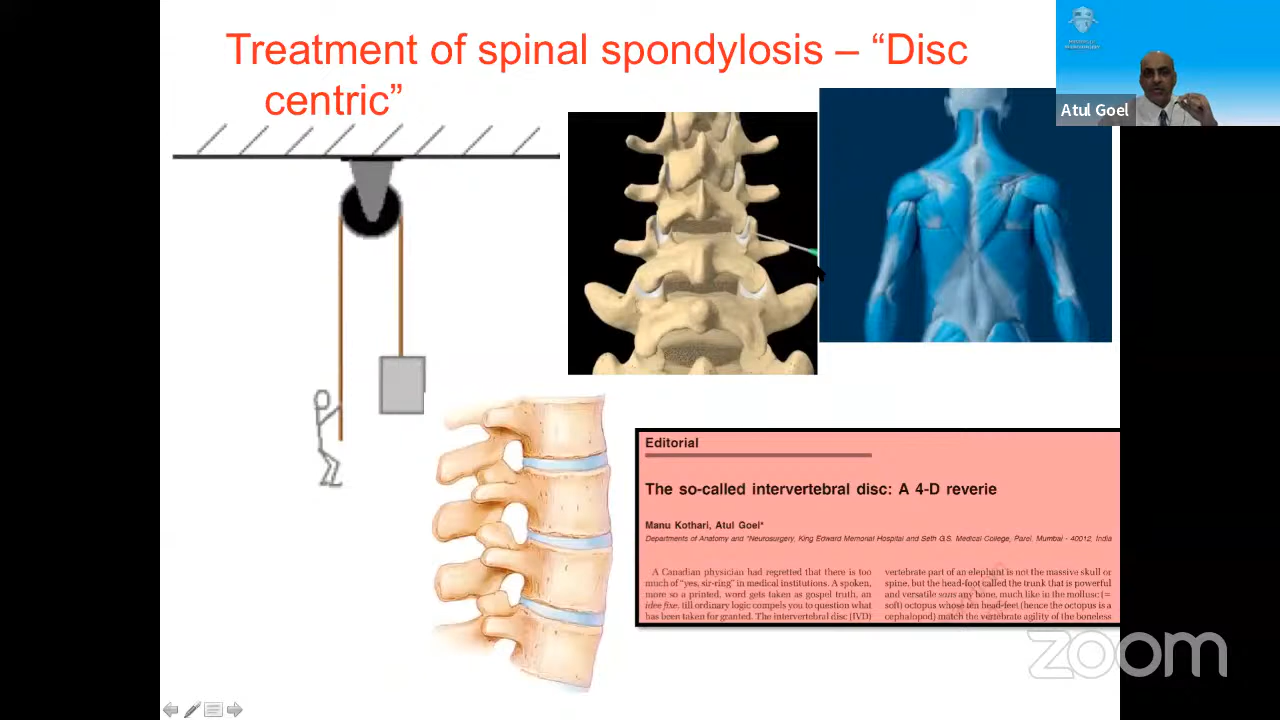 Treatment of spinal spondylosis – “Disc
centric”
Atul Goel
Editorial
The so-called intervertebral disc: A 4-D reverie
Manu Kothari, Atul Goel*
Departments of Anatomy and *Neurosurgery, King Edward Memorial Hospital and Seth G.S. Medical College, Parel, Mumbai - 40012, India
A Canadian physician had regretted that there is too
much of “yes, sir-ring” in medical institutions. A spoken,
more so a printed, word gets taken as gospel truth, an
idee fixe, till ordinary logic compels you to question what
has been taken for granted. The intervertebral disc (IVD)
vertebrate part of an elephant is not the massive skull or
spine, but the head-foot called the trunk that is powerful
and versatile sans any bone, much like in the mollusc (=
soft) octopus whose ten head-feet (hence the octopus is a
cephalopod) match the vertebrate agility of the boneless
zoom